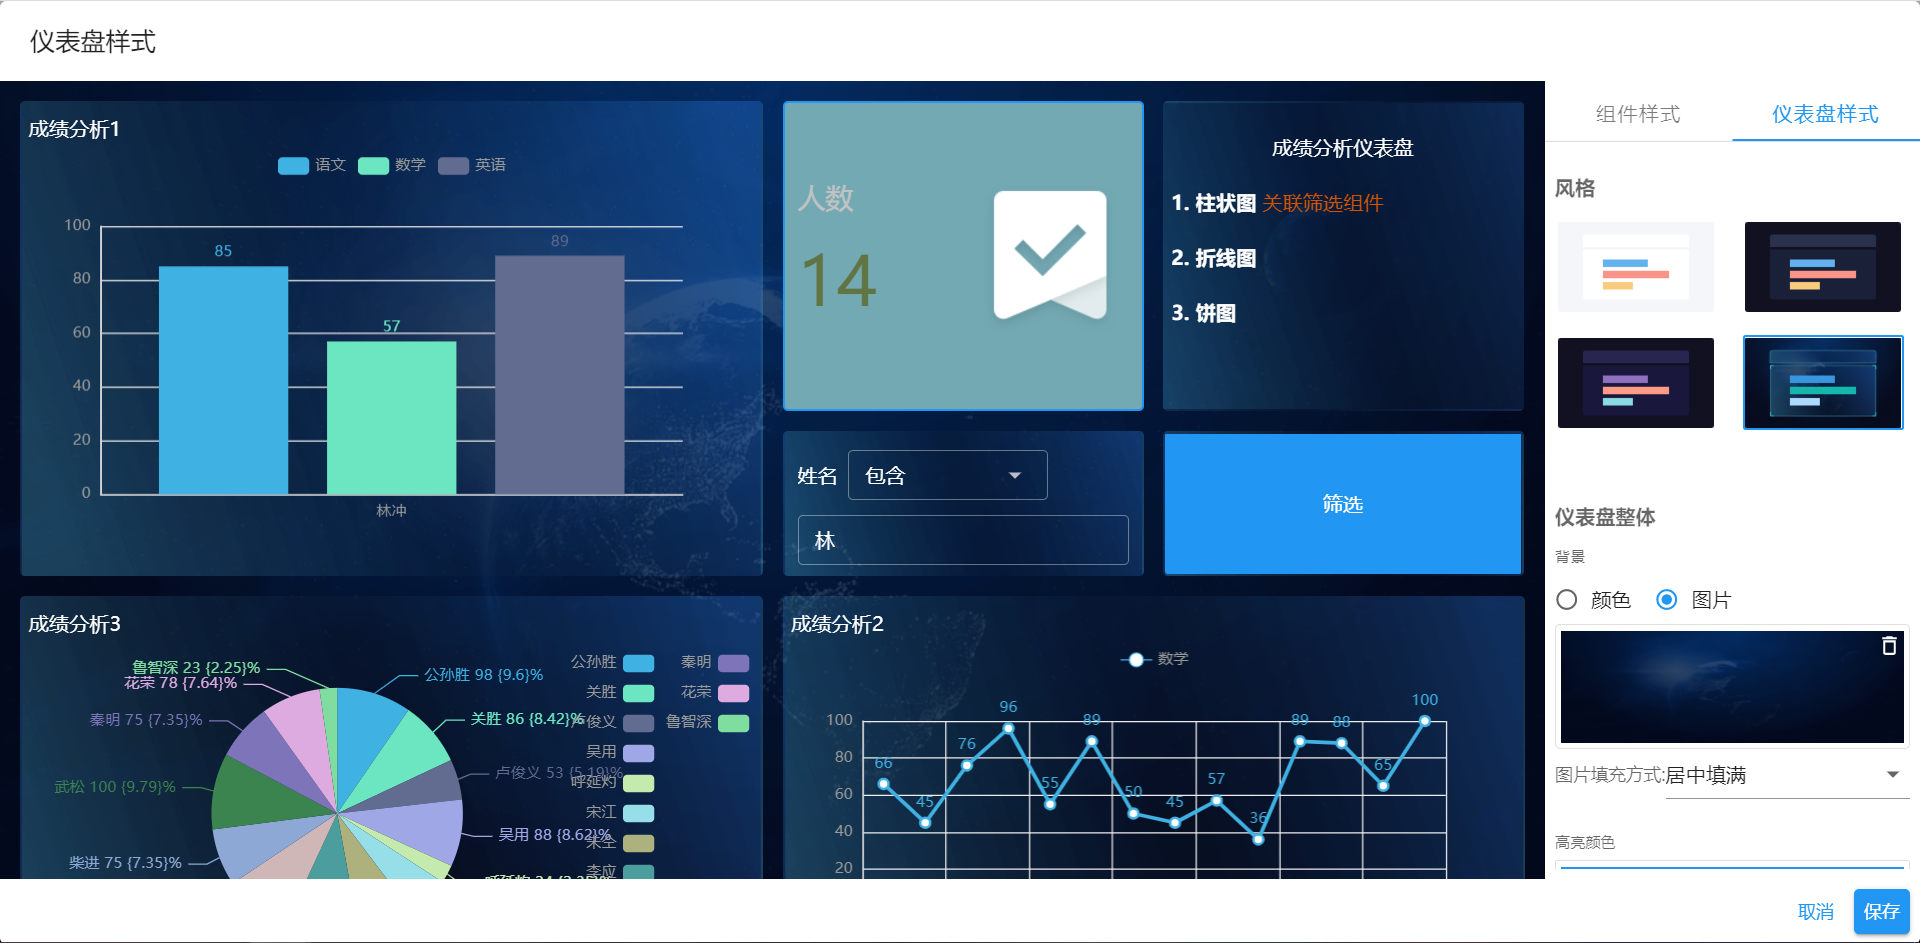 仪表盘样式
成绩分析1
语文 数学 英语
100
80
60
40
20
0
85
57
89
林冲
人数
14
成绩分析仪表盘
1. 柱状图 关联筛选组件
2. 折线图
3. 饼图
姓名 包含
林
筛选
成绩分析3
鲁智深 23 {2.25}%
花荣 78 {7.64}%
秦明 75 {7.35}%
武松 100 {9.79}%
柴进 75 {7.35}%
公孙胜 98 {9.6}%
关胜 86 {8.42}%
卢俊义 53 {5.19}%
吴用 88 {8.62}%
公孙胜 秦明
关胜 花荣
俊义 鲁智深
吴用
呼延灼
宋江
朱仝
李应
成绩分析2
数学
100
80
60
40
20
66
45
76
96
55
89
50
45
57
36
89
88
65
100
组件样式 仪表盘样式
风格
仪表盘整体
背景
颜色 图片
图片填充方式:居中填满
高亮颜色
取消 保存